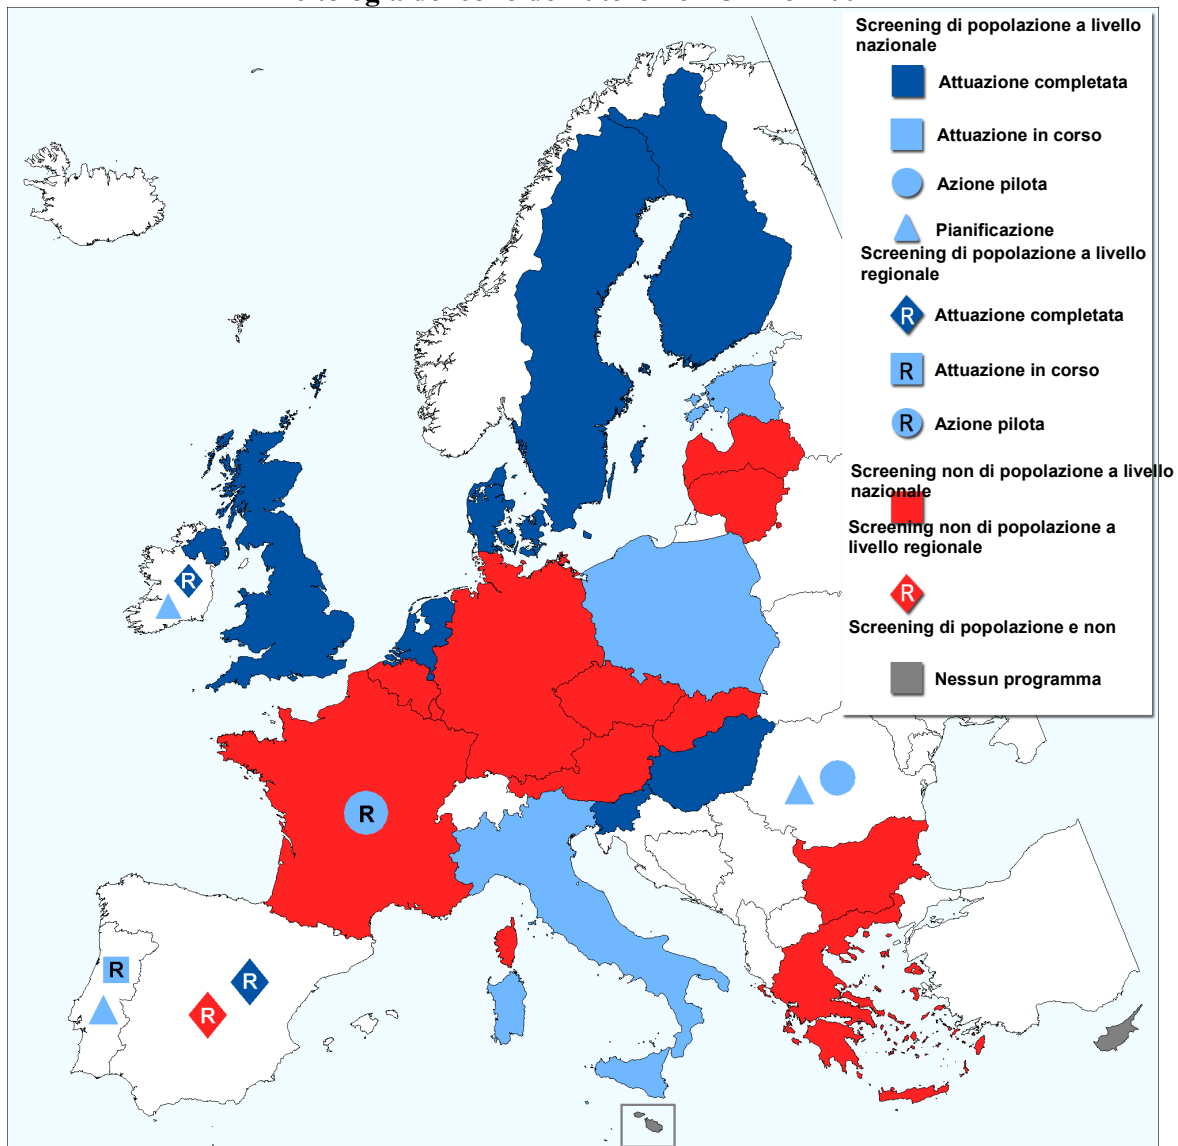 Screening di popolazione a livello
nazionale
Attuazione completata
Attuazione in corso
Azione pilota
Pianificazione
Screening di popolazione a livello
regionale
R Attuazione completata
R Attuazione in corso
R Azione pilota
Screening non di popolazione a livello
nazionale
Screening non di popolazione a
livello regionale
R
Screening di popolazione e non
Nessun programma
R
R
R
R
R